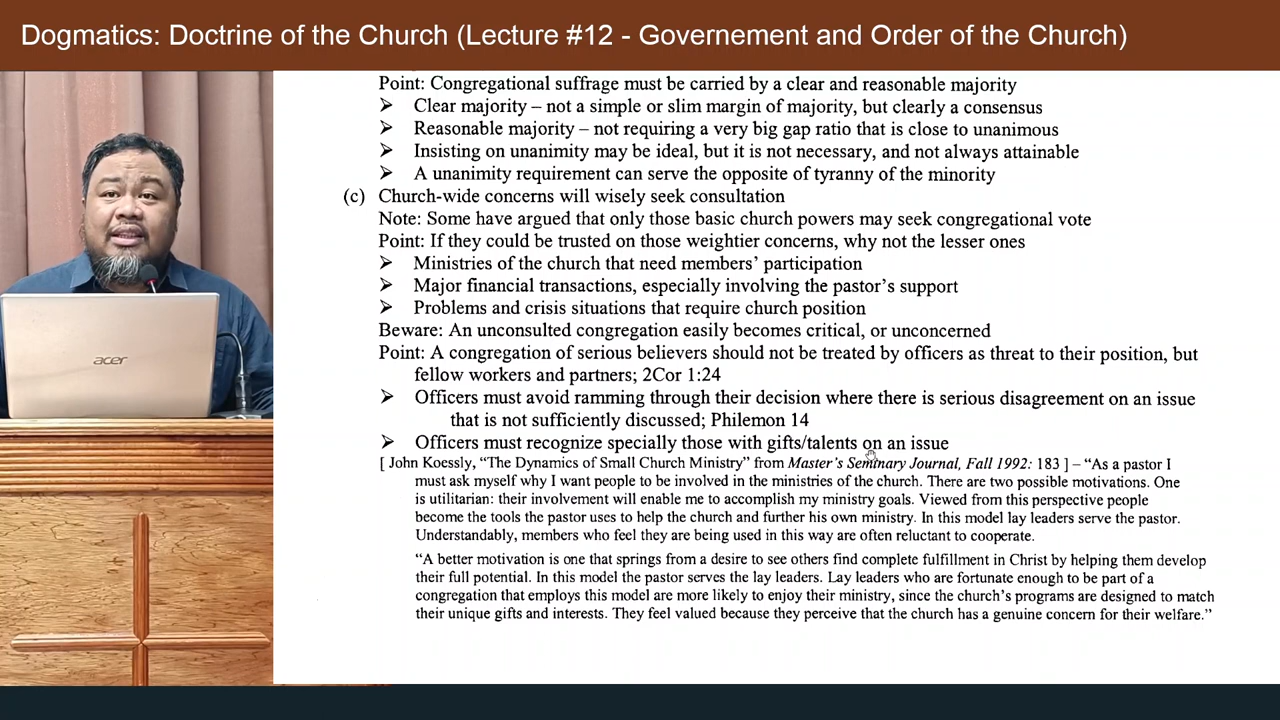 Dogmatics: Doctrine of the Church (Lecture #12 - Governement and Order of the Church)
Point: Congregational suffrage must be carried by a clear and reasonable majority
➢ Clear majority – not a simple or slim margin of majority, but clearly a consensus
➢ Reasonable majority – not requiring a very big gap ratio that is close to unanimous
➢ Insisting on unanimity may be ideal, but it is not necessary, and not always attainable
➢ A unanimity requirement can serve the opposite of tyranny of the minority
(c) Church-wide concerns will wisely seek consultation
Note: Some have argued that only those basic church powrs may seek congregational vote
Point: If they could be trusted on those weightier concerns, why not the lesser ones
➢ Ministries of the church that need members’ participation
➢ Major financial transactions, especially involving the pastor’s support
➢ Problems and crisis situations that require church position
Beware: An unconsulted congregation easily becomes critical, or unconcerned
Point: A congregation of serious believers should not be treated by officers as threat to their position, but
fellow workers and partners; 2Cor 1:24
➢ Officers must avoid ramming through their decision where there is serious disagreement on an issue
that is not sufficiently discussed; Philemon 14
➢ Officers must recognize specially those with gifts/talents on an issue
[ John Koessly, “The Dynamics of Small Church Ministry” from Master’s Seminary Journal, Fall 1992: 183 ] – “As a pastor I
must ask myself why I want people to be involved in the ministries of the church. There are two possible motivations. One
is utilitarian: their involvement will enable me to accomplish my ministry goals. Viewed from this perspective people
become the tools the pastor uses to help the church and further his own ministry. In this model lay leaders serve the pastor.
Understandably, members who feel they are being used in this way are often reluctant to cooperate.
“A better motivation is one that springs from a desire to see others find complete fulfillment in Christ by helping them develop
their full potential. In this model the pastor serves the lay leaders. Lay leaders who are fortunate enough to be part of a
congregation that employs this model are more likely to enjoy their ministry, since the church’s programs are designed to match
their unique gifts and interests. They feel valued because they perceive that the church has a genuine concern for their welfare.”
acer